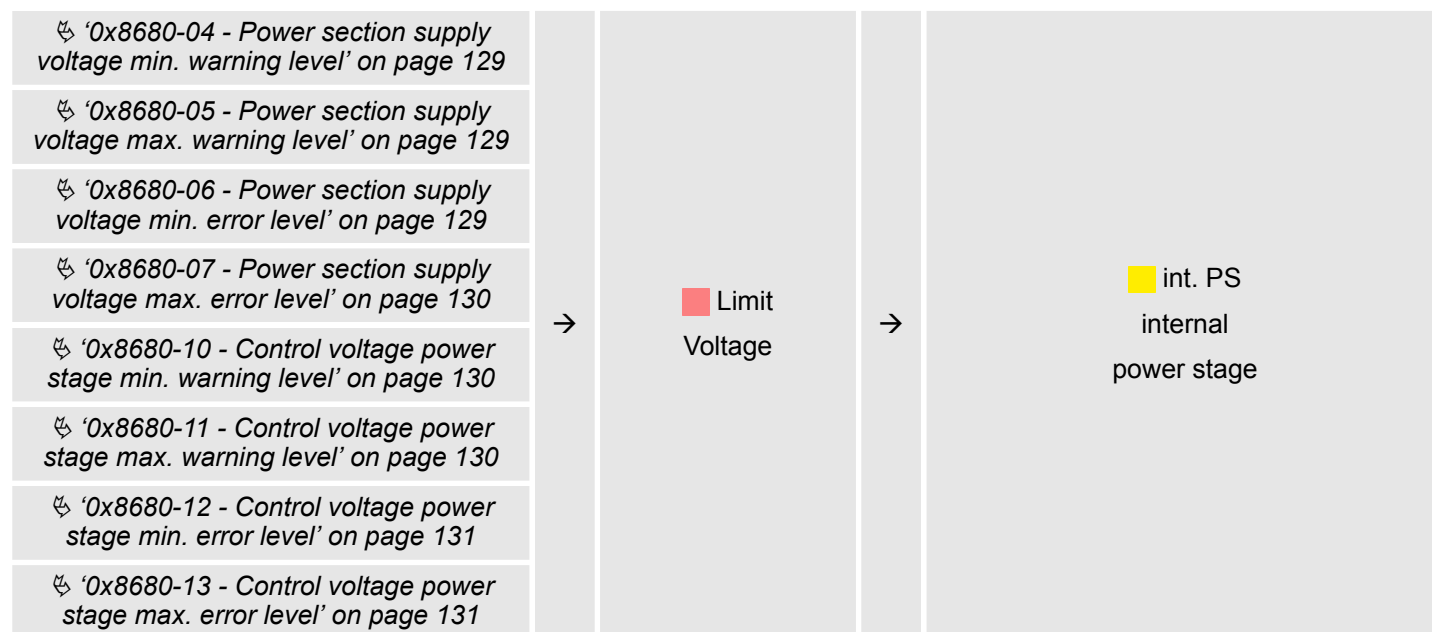 ↳ ‘0x8680-04 - Power section supply
voltage min. warning level’ on page 129
↳ ‘0x8680-05 - Power section supply
voltage max. warning level’ on page 129
↳ ‘0x8680-06 - Power section supply
voltage min. error level’ on page 129
↳ ‘0x8680-07 - Power section supply
voltage max. error level’ on page 130
↳ ‘0x8680-10 - Control voltage power
stage min. warning level’ on page 130
↳ ‘0x8680-11 - Control voltage power
stage max. warning level’ on page 130
↳ ‘0x8680-12 - Control voltage power
stage min. error level’ on page 131
↳ ‘0x8680-13 - Control voltage power
stage max. error level’ on page 131
→
Limit
Voltage
→
int. PS
internal
power stage